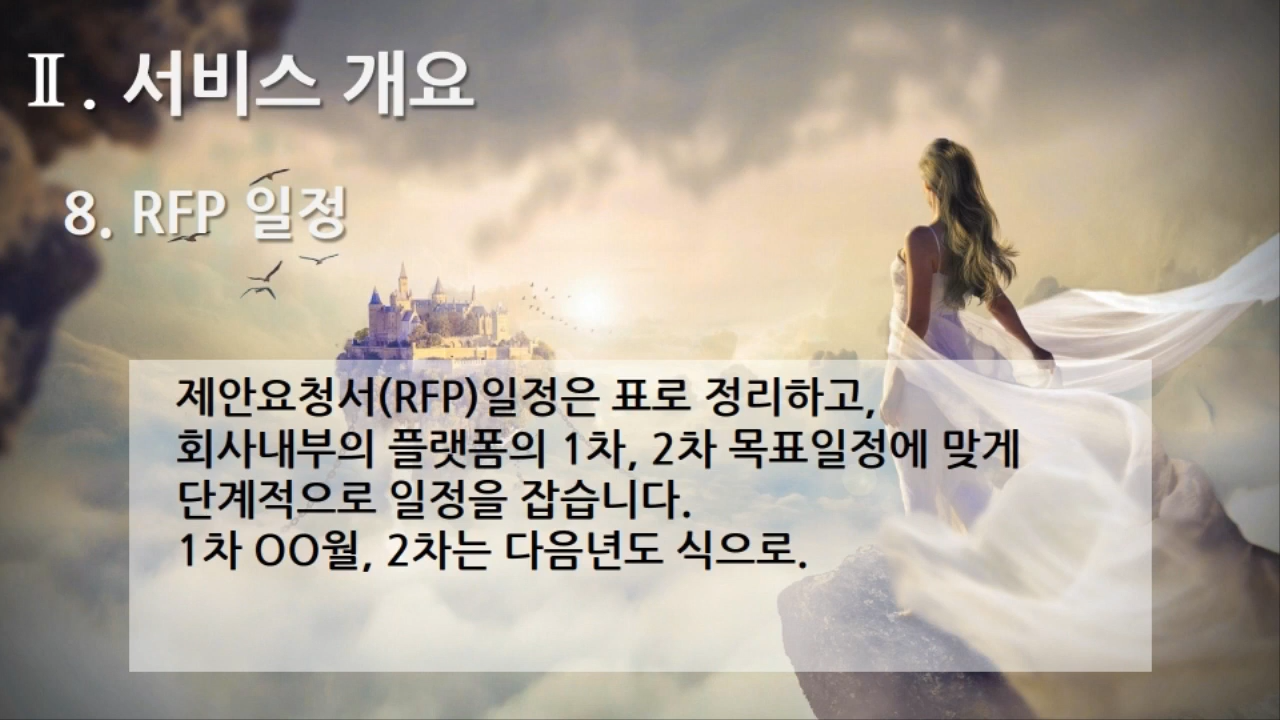 Ⅱ. 서비스 개요
8. RFP 일정
제안요청서(RFP)일정은 표로 정리하고,
회사내부의 플랫폼의 1차, 2차 목표일정에 맞게
단계적으로 일정을 잡습니다.
1차 OO월, 2차는 다음년도 식으로.